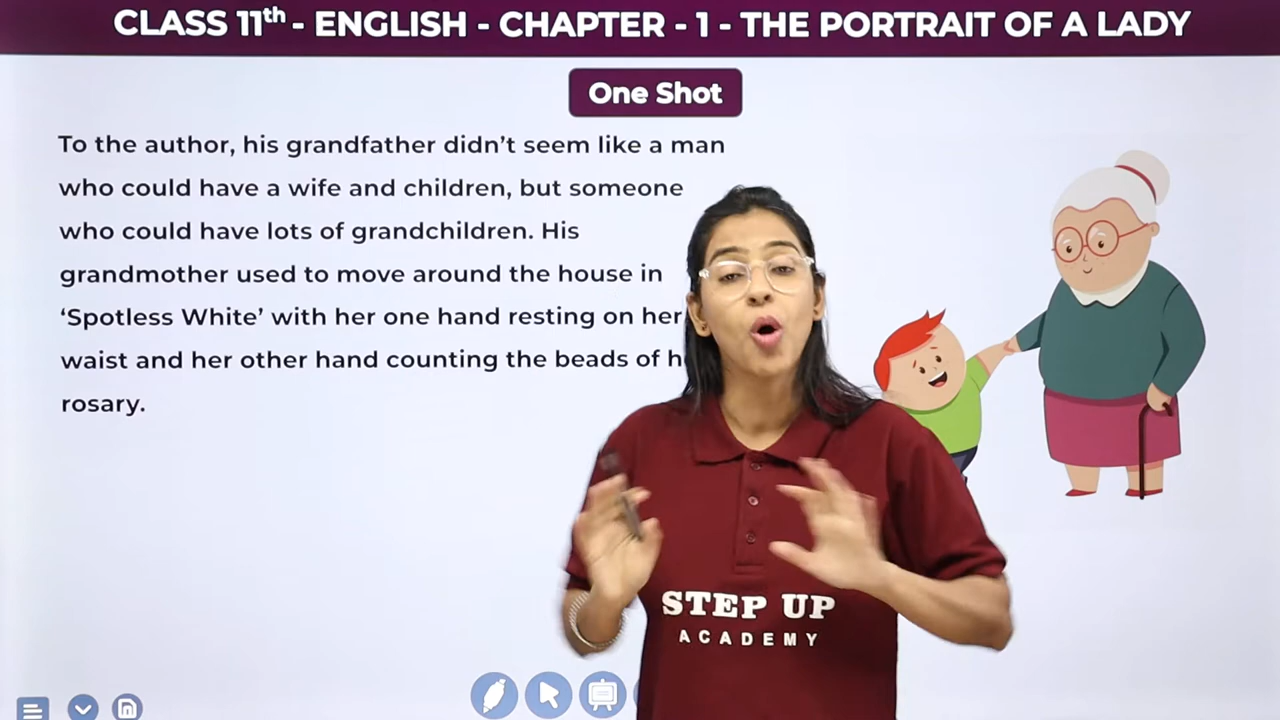 CLASS 11th - ENGLISH - CHAPTER - 1 - THE PORTRAIT OF A LADY
One Shot
To the author, his grandfather didn't seem like a man
who could have a wife and children, but someone
who could have lots of grandchildren. His
grandmother used to move around the house in
‘Spotless White’ with her one hand resting on her
waist and her other hand counting the beads of
rosary.
STEP UP
ACADEMY